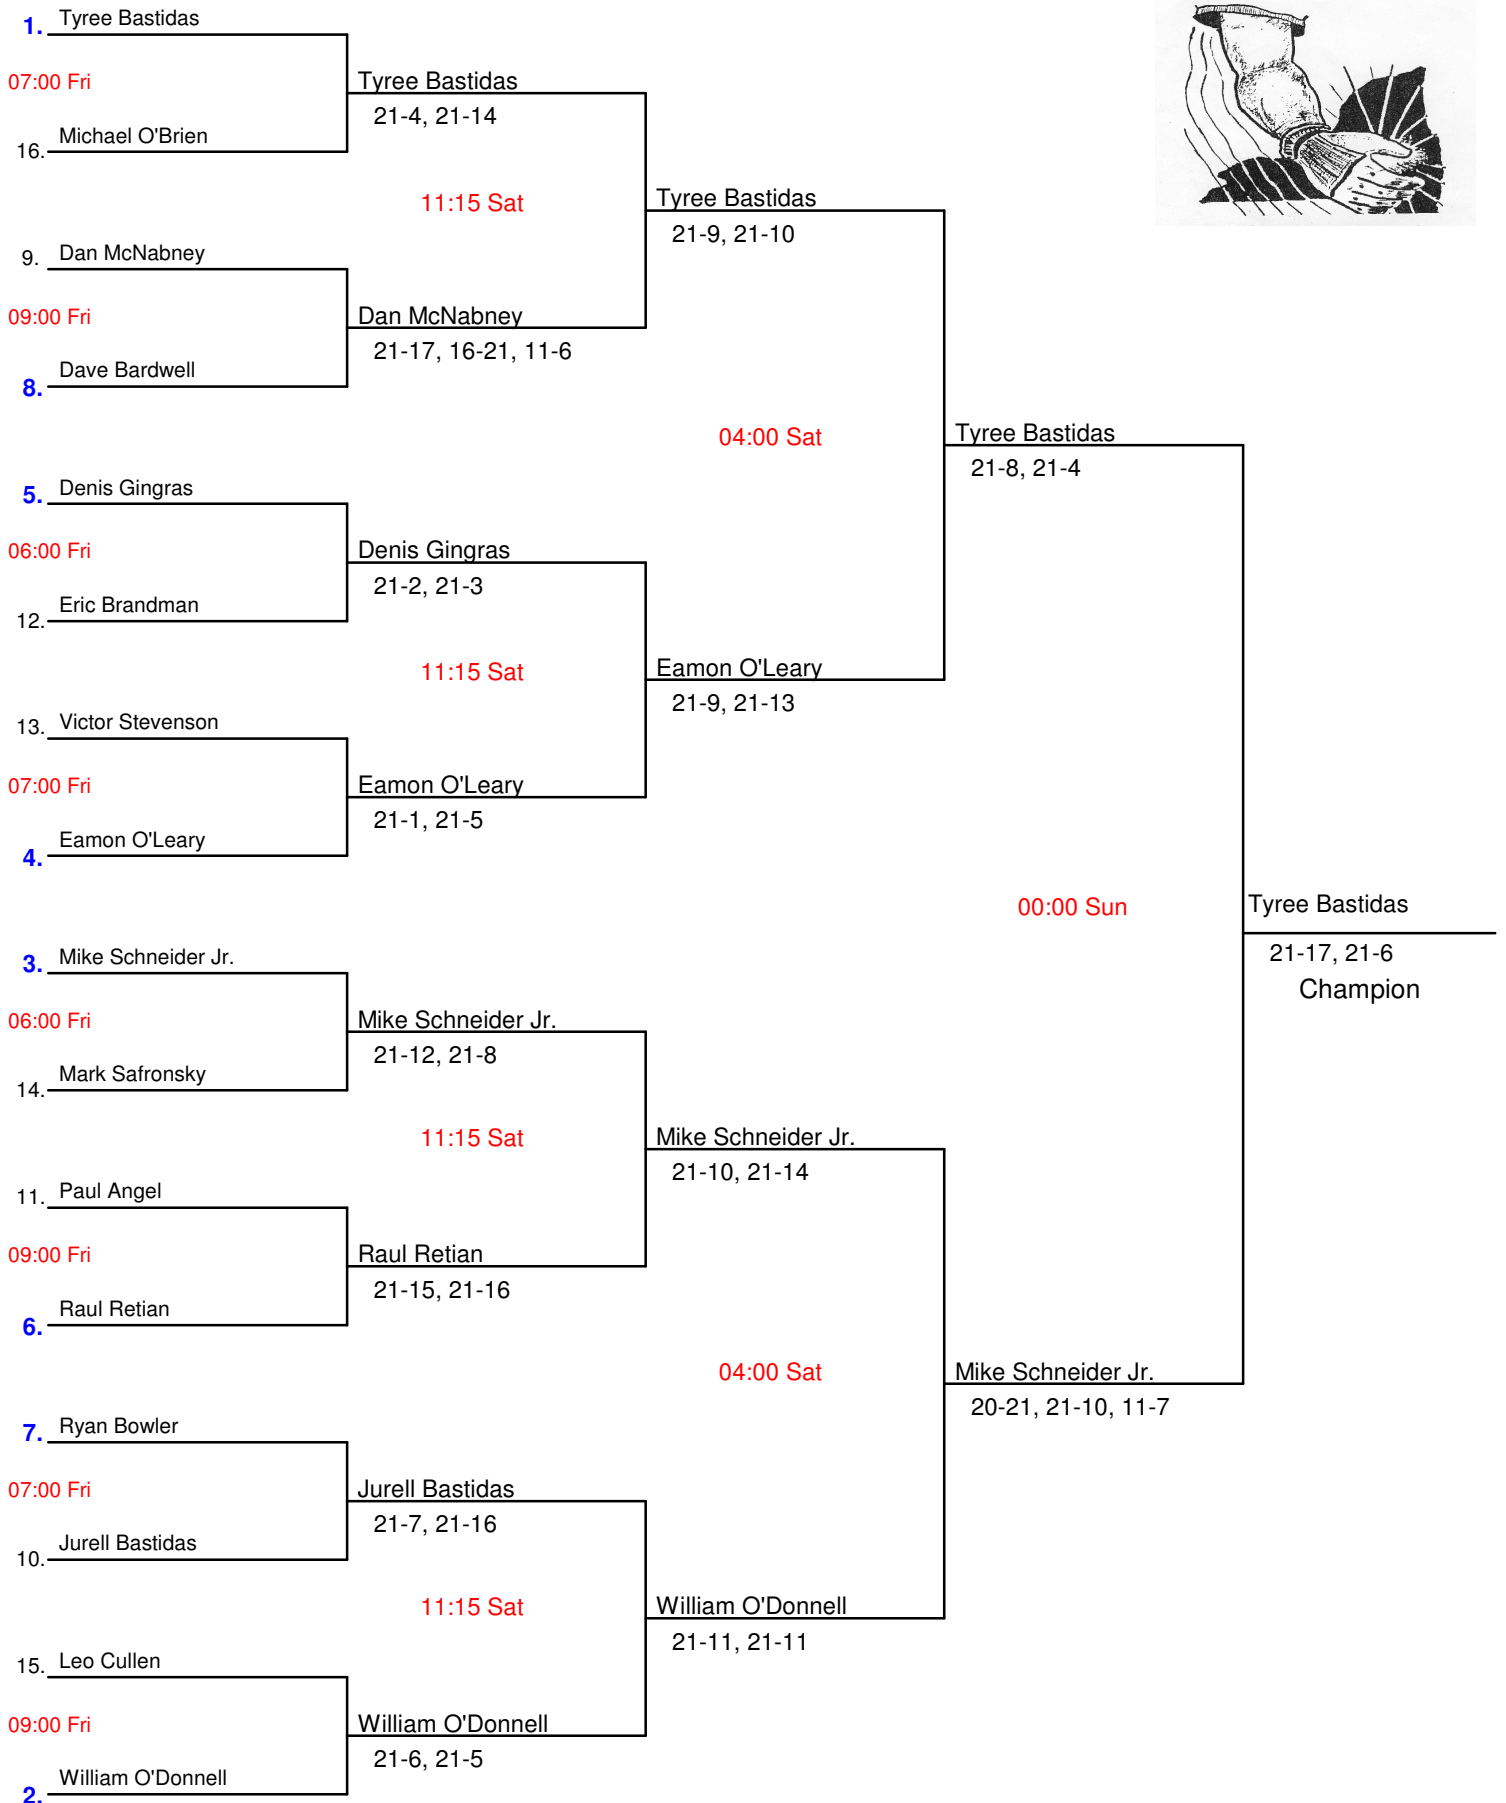 1. Tyree Bastidas
07:00 Fri
16. Michael O'Brien
9. Dan McNabney
09:00 Fri
8. Dave Bardwell
5. Denis Gingras
06:00 Fri
12. Eric Brandman
13. Victor Stevenson
07:00 Fri
4. Eamon O'Leary
3. Mike Schneider Jr.
06:00 Fri
14. Mark Safronsky
11. Paul Angel
09:00 Fri
6. Raul Retian
7. Ryan Bowler
07:00 Fri
10. Jurell Bastidas
15. Leo Cullen
09:00 Fri
2. William O'Donnell
Tyree Bastidas
21-4, 21-14
11:15 Sat
Dan McNabney
21-17, 16-21, 11-6
Denis Gingras
21-2, 21-3
11:15 Sat
Eamon O'Leary
21-1, 21-5
Mike Schneider Jr.
21-12, 21-8
11:15 Sat
Raul Retian
21-15, 21-16
Jurell Bastidas
21-7, 21-16
11:15 Sat
William O'Donnell
21-6, 21-5
Tyree Bastidas
21-9, 21-10
04:00 Sat
Eamon O'Leary
21-9, 21-13
Mike Schneider Jr.
21-10, 21-14
04:00 Sat
William O'Donnell
21-11, 21-11
Tyree Bastidas
21-8, 21-4
00:00 Sun
Mike Schneider Jr.
20-21, 21-10, 11-7
Tyree Bastidas
21-17, 21-6
Champion